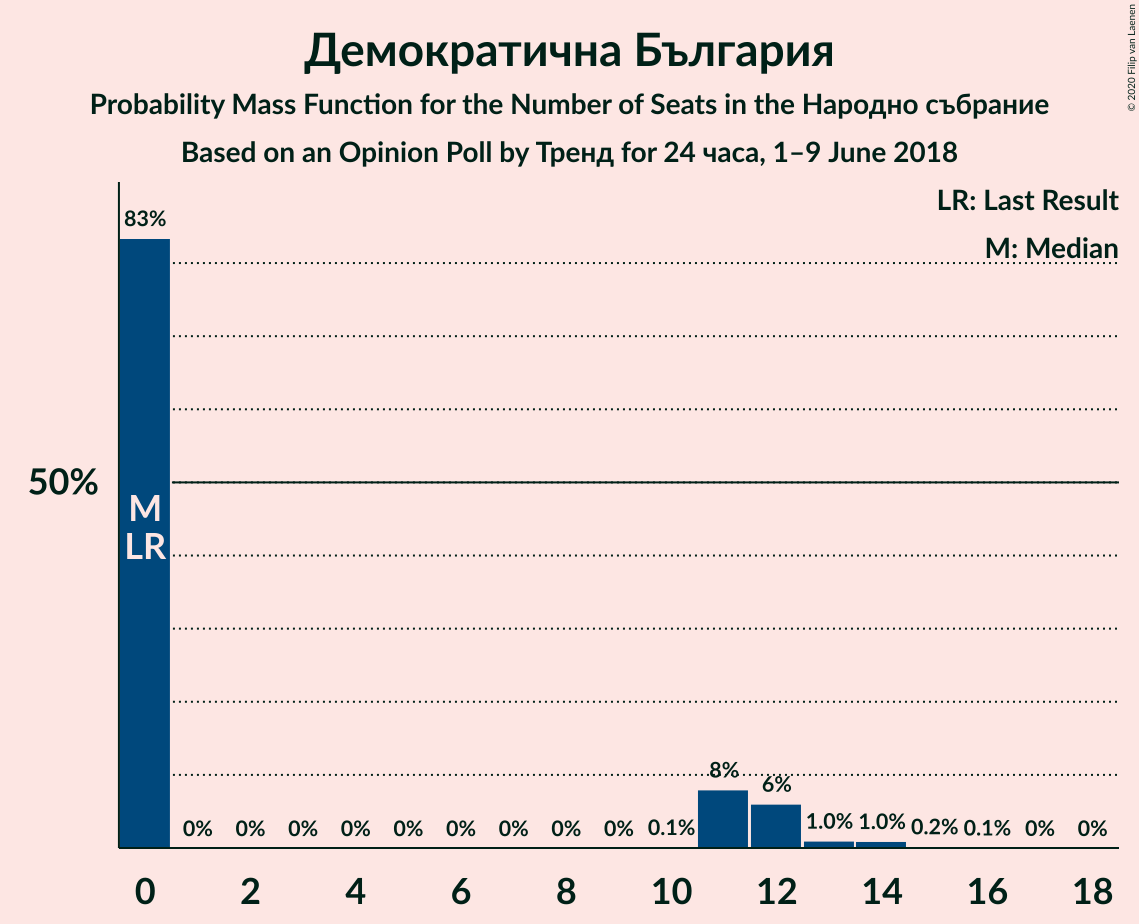 Демократична България
Probability Mass Function for the Number of Seats in the Народно събрание
Based on an Opinion Poll by Тренд for 24 часа, 1–9 June 2018
© 2020 Filip van Laenen
LR: Last Result
M: Median
83%
50%
M
LR
0% 0% 0% 0% 0% 0% 0% 0% 0% 0.1% 8% 6% 1.0% 1.0% 0.2% 0.1% 0% 0%
0 2 4 6 8 10 12 14 16 18